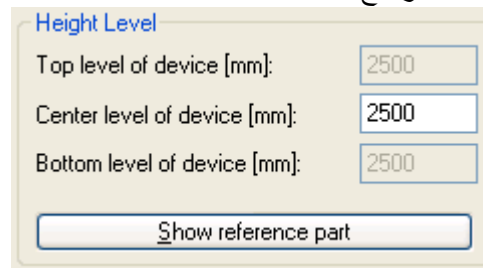 Height Level
Top level of device [mm]: 2500
Center level of device [mm]: 2500
Bottom level of device [mm]: 2500
Show reference part